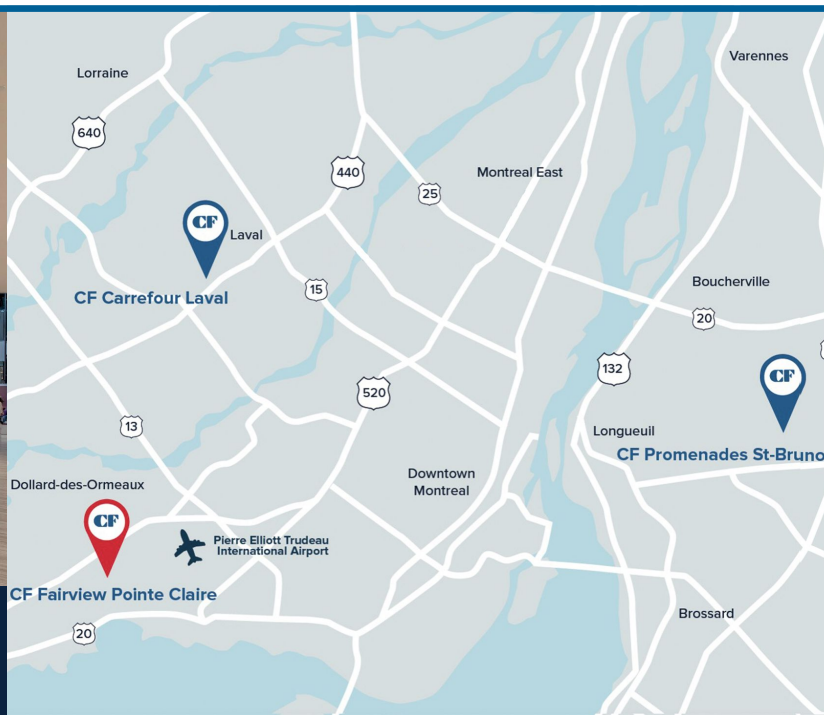 Varennes
Lorraine
640
440
Montreal East
25
CF
Laval
Boucherville
CF Carrefour Laval
15
20
132
CF
520
13
Longueuil
CF Promenades St-Bruno
Dollard-des-Ormeaux
Downtown
Montreal
CF
Pierre Elliott Trudeau
International Airport
CF Fairview Pointe Claire
Brossard
20